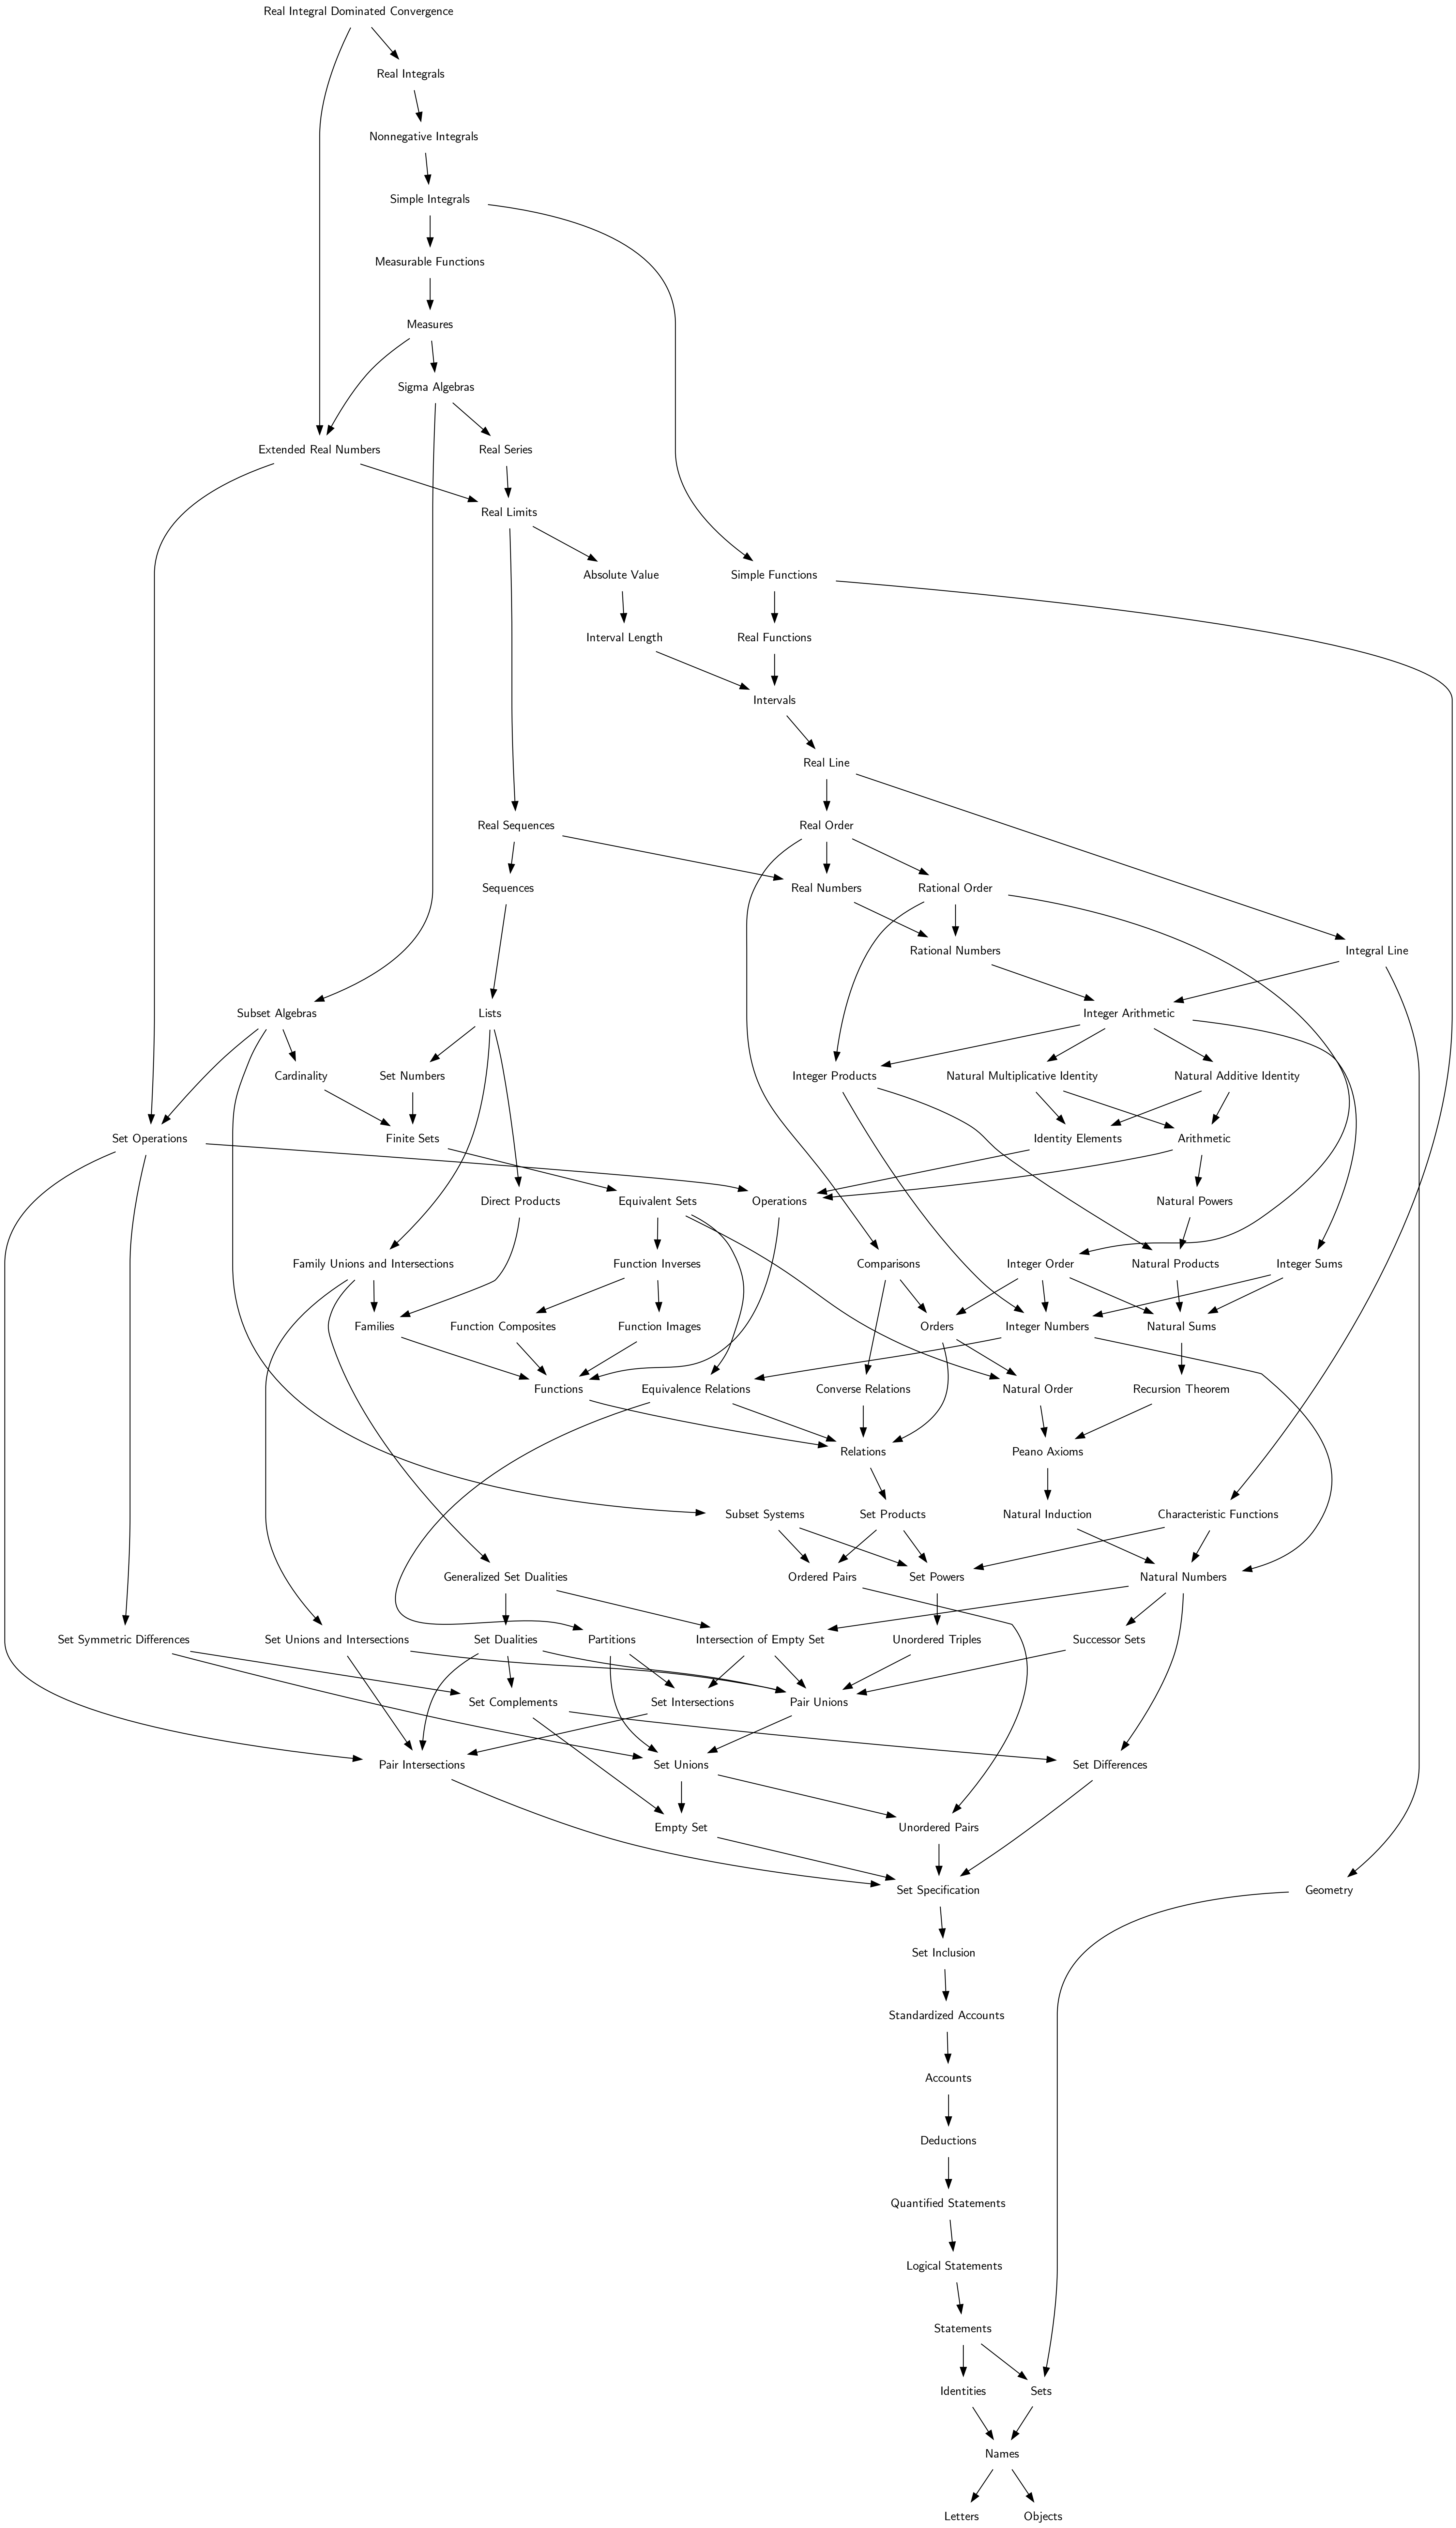 Real Integral Dominated Convergence
Real Integrals
Nonnegative Integrals
Simple Integrals
Measurable Functions
Measures
Sigma Algebras
Extended Real Numbers
Real Series
Real Limits
Absolute Value
Simple Functions
Interval Length
Real Functions
Intervals
Real Line
Real Sequences
Real Order
Sequences
Real Numbers
Rational Order
Rational Numbers
Integral Line
Subset Algebras
Lists
Integer Arithmetic
Cardinality
Set Numbers
Integer Products
Natural Multiplicative Identity
Natural Additive Identity
Set Operations
Finite Sets
Identity Elements
Arithmetic
Direct Products
Equivalent Sets
Operations
Natural Powers
Family Unions and Intersections
Function Inverses
Comparisons
Integer Order
Natural Products
Integer Sums
Families
Function Composites
Function Images
Orders
Integer Numbers
Natural Sums
Functions
Equivalence Relations
Converse Relations
Natural Order
Recursion Theorem
Relations
Peano Axioms
Subset Systems
Set Products
Natural Induction
Characteristic Functions
Generalized Set Dualities
Ordered Pairs
Set Powers
Natural Numbers
Set Symmetric Differences
Set Unions and Intersections
Set Dualities
Partitions
Intersection of Empty Set
Unordered Triples
Successor Sets
Set Complements
Set Intersections
Pair Unions
Pair Intersections
Set Unions
Set Differences
Empty Set
Unordered Pairs
Set Specification
Geometry
Set Inclusion
Standardized Accounts
Accounts
Deductions
Quantified Statements
Logical Statements
Statements
Identities
Sets
Names
Letters
Objects